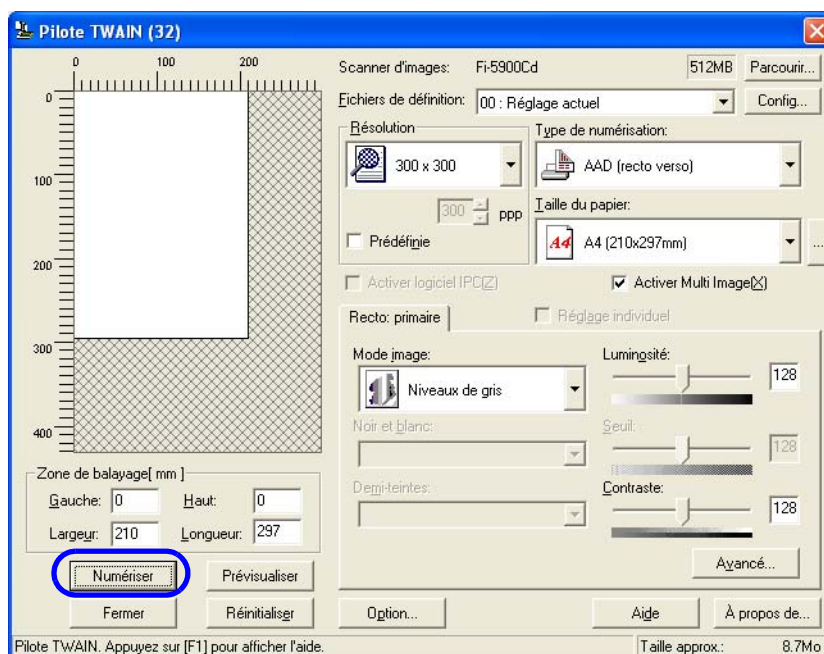 Pilote TWAIN (32)
0 100 200
0
100
200
300
400
Scanner d'images: Fi-5900Cd 512MB Parcourir...
Fichiers de définition: 00 : Réglage actuel Config...
Résolution
300 x 300
300 ppp
Prédéfinie
Type de numérisation:
AAD (recto verso)
Taille du papier:
A4 A4 (210x297mm) ...
Activer logiciel IPC(Z) Activer Multi Image(X)
Recto: primaire Réglage individuel
Mode image:
Niveaux de gris
Noir et blanc:
Demi-teintes:
Luminosité:
128
Seuil:
128
Contraste:
128
Avancé...
Zone de balayage[ mm ]
Gauche: 0 Haut: 0
Largeur: 210 Longueur: 297
Numériser Prévisualiser
Fermer Réinitialiser Option... Aide À propos de...
Pilote TWAIN. Appuyez sur [F1] pour afficher l'aide. Taille approx.: 8.7Mo